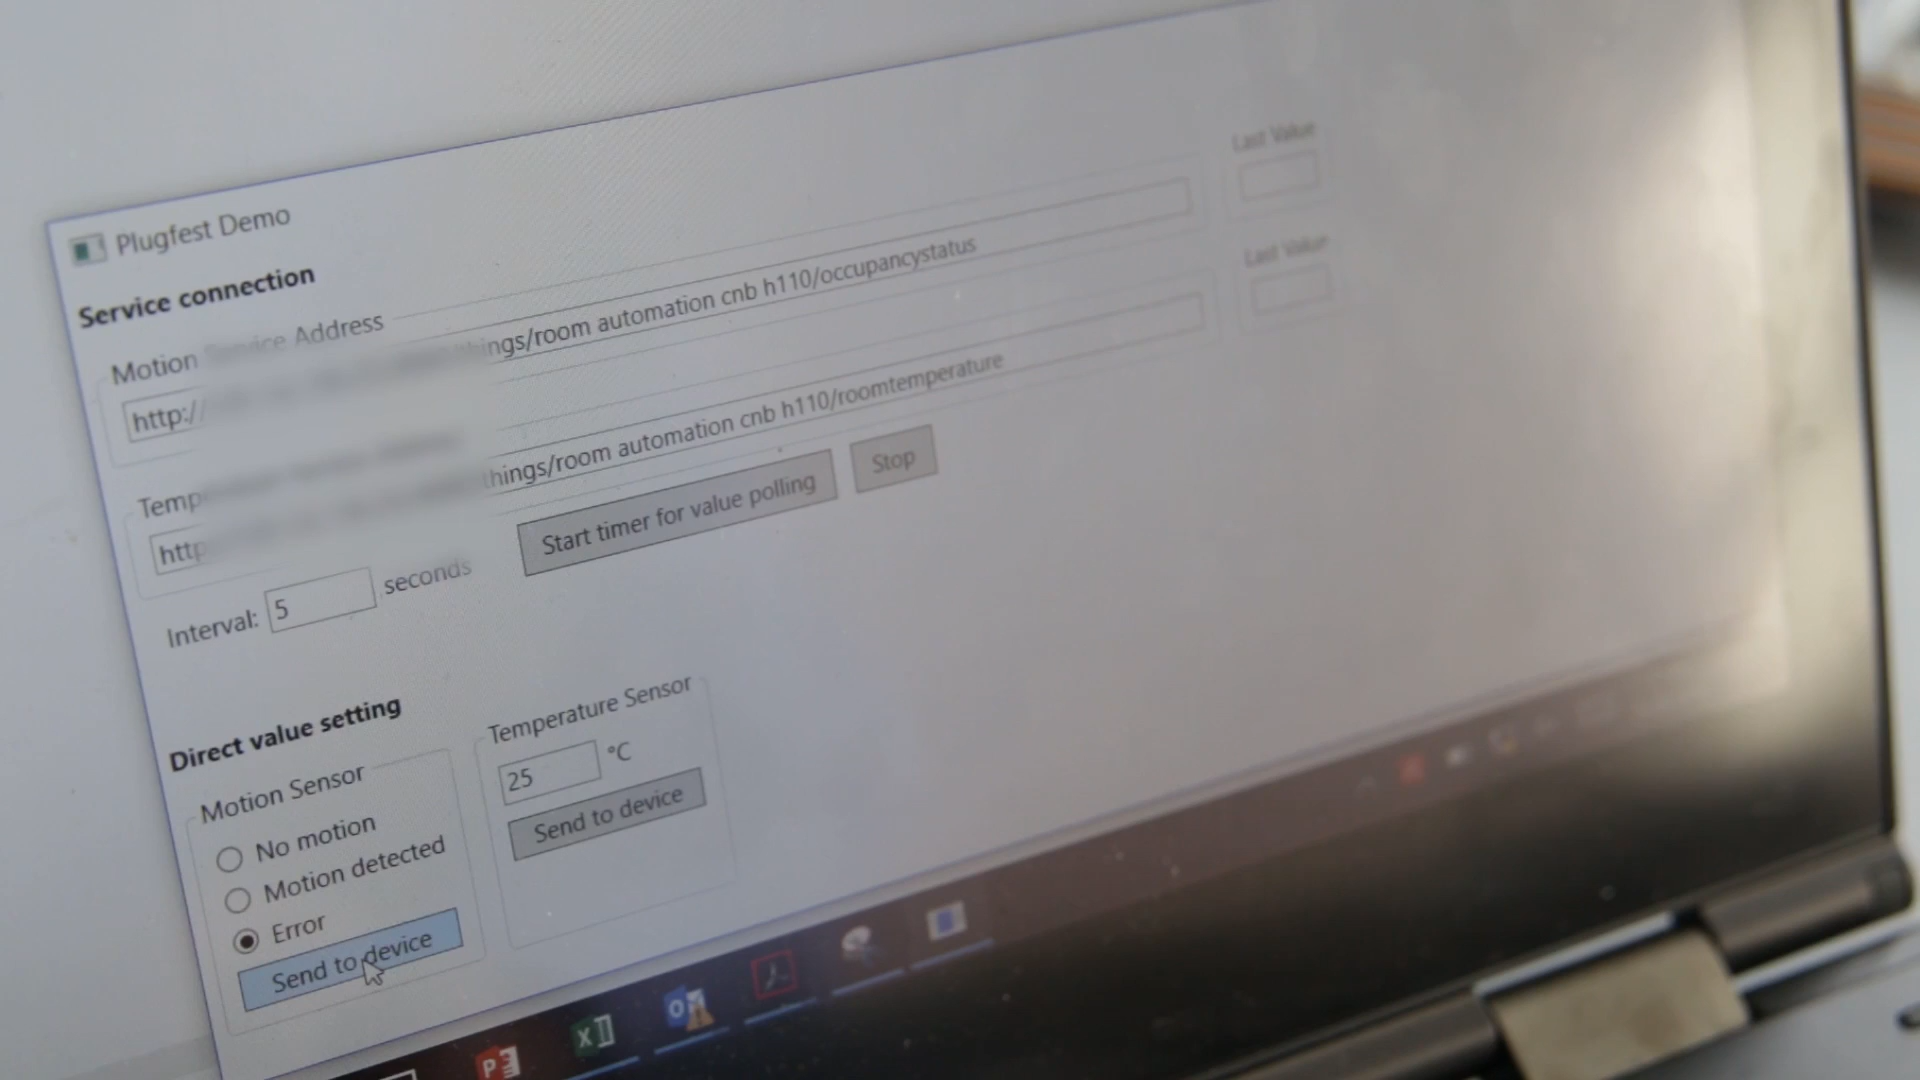 Plugfest Demo
Service connection
Motion Service Address
Last Value
http:// things/room automation cnb h110/occupancystatus
Last Value
http things/room automation cnb h110/roomtemperature
Interval: 5 seconds
Start timer for value polling
Stop
Direct value setting
Motion Sensor
No motion
Motion detected
Error
Send to device
Temperature Sensor
25 °C
Send to device